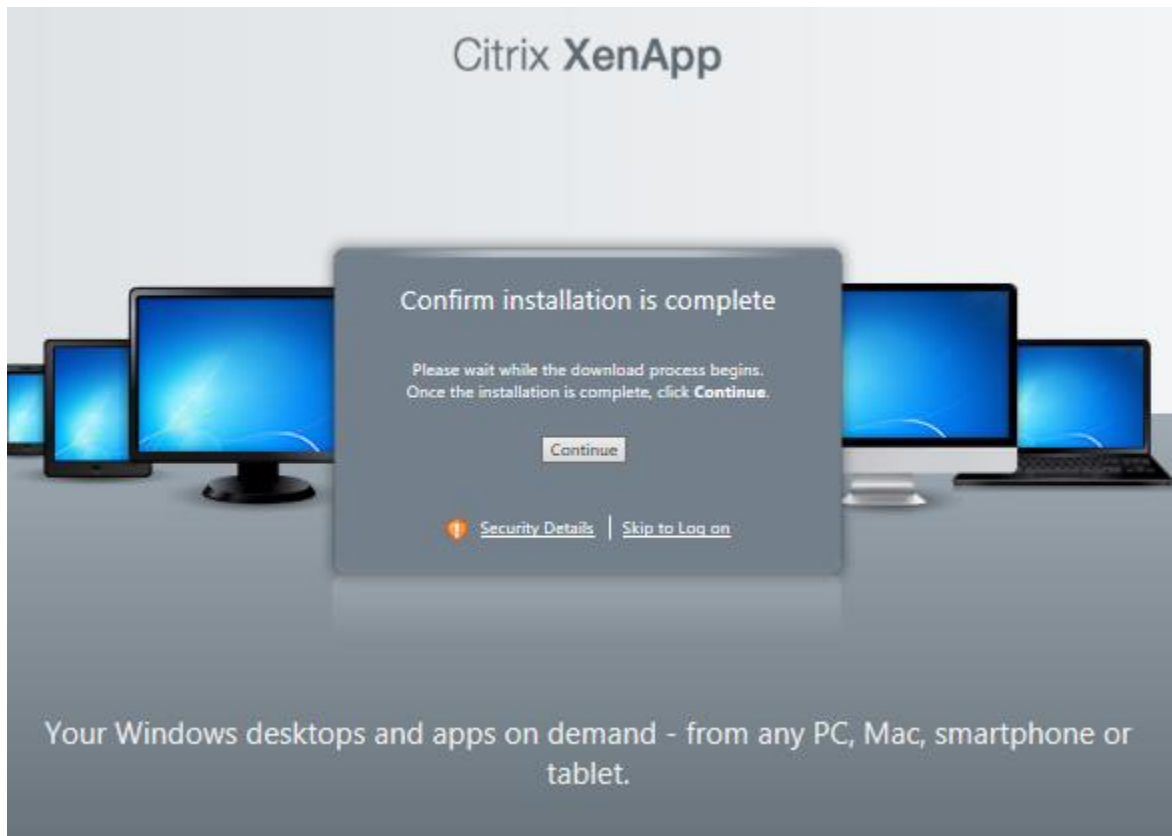 Citrix XenApp
Confirm installation is complete
Please wait while the download process begins.
Once the installation is complete, click Continue.
Continue
Security Details | Skip to Log on
Your Windows desktops and apps on demand - from any PC, Mac, smartphone or
tablet.